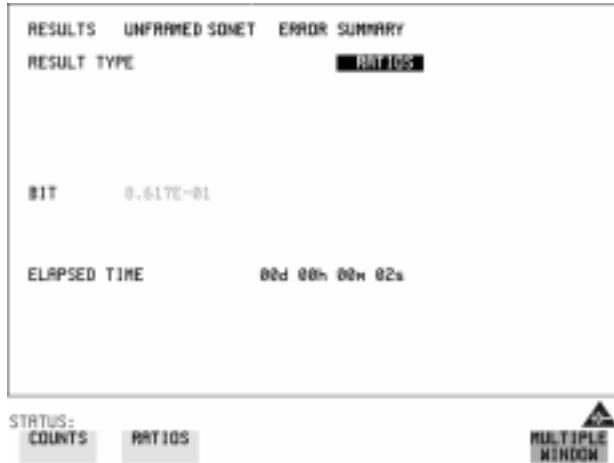 RESULTS UNFRAMED SONET ERROR SUMMARY
RESULT TYPE RATIOS
BIT 8.617E-01
ELAPSED TIME 00d 00h 00m 02s
STATUS:
COUNTS RATIOS MULTIPLE WINDOW